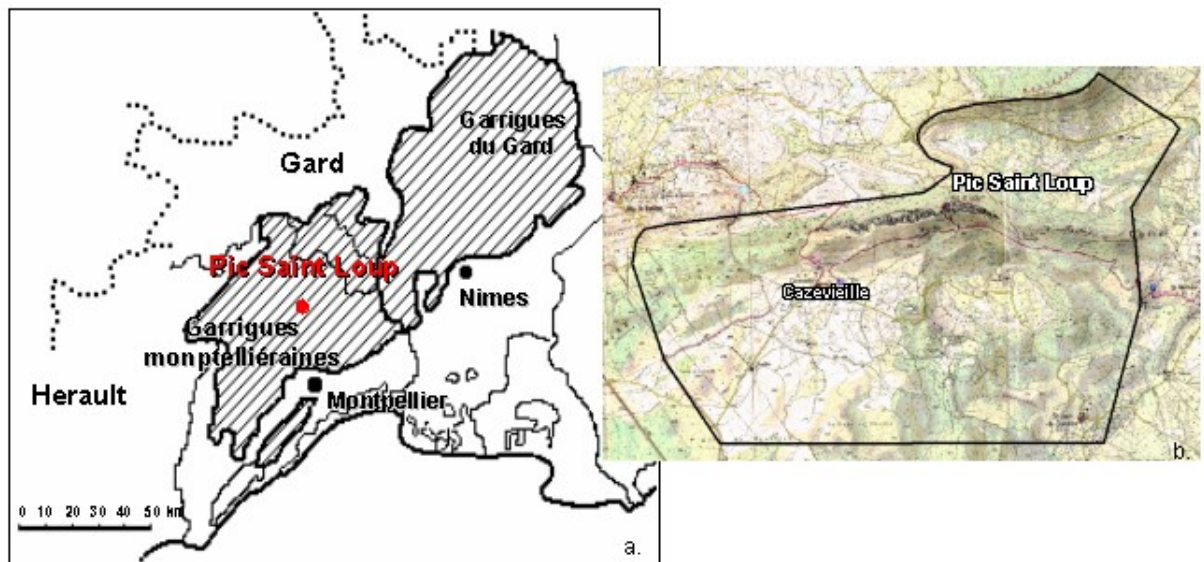 Garrigues
du Gard
Gard
Pic Saint Loup
Nimes
Garrigues
monptelliéraines
Herault
Montpellier
0 10 20 30 40 50 km
a.
Pic Saint Loup
Cazevieille
b.